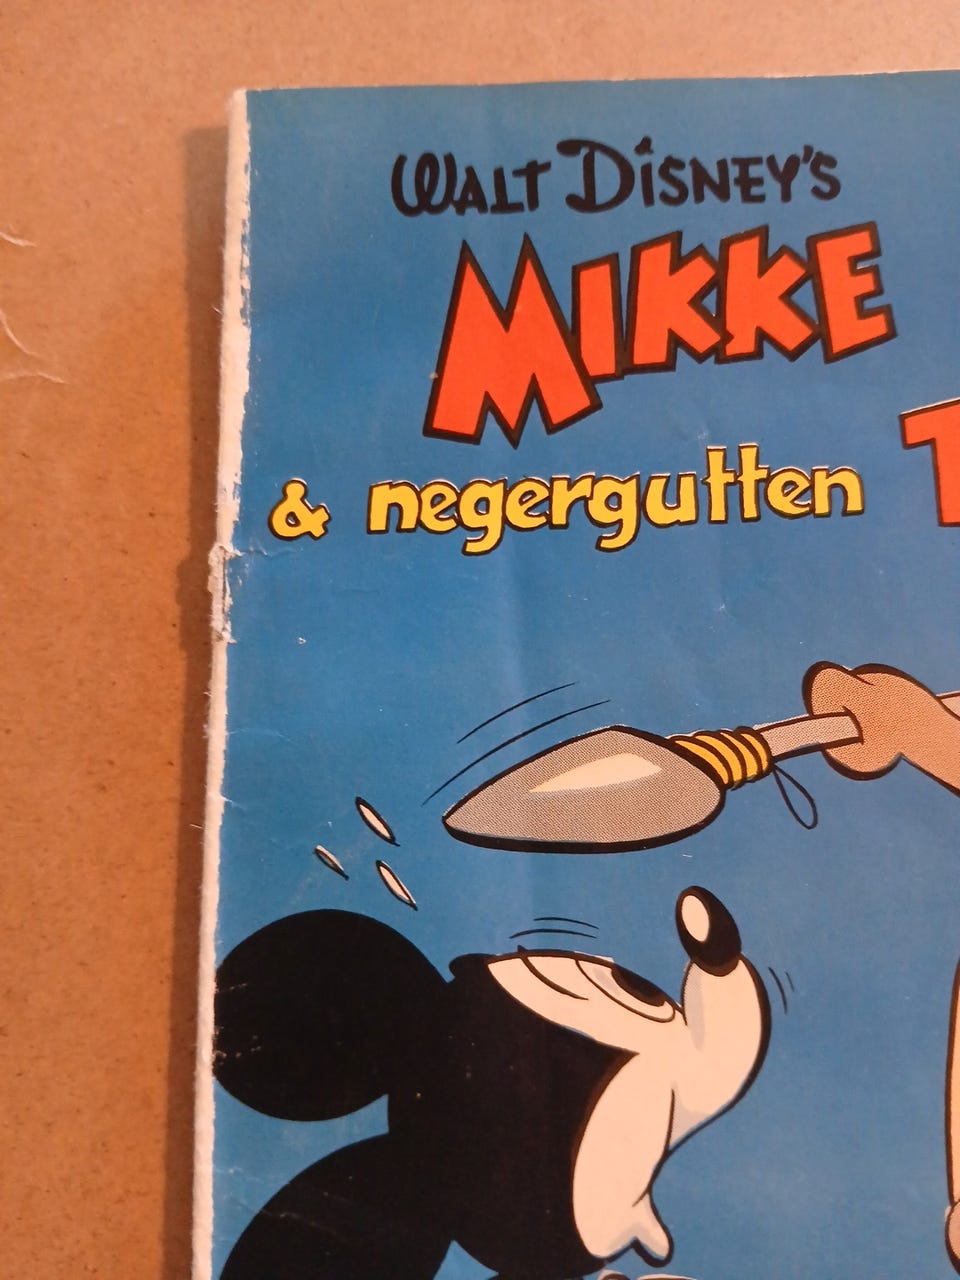 WALT DISNEY'S
MIKKE
& negergutten
T